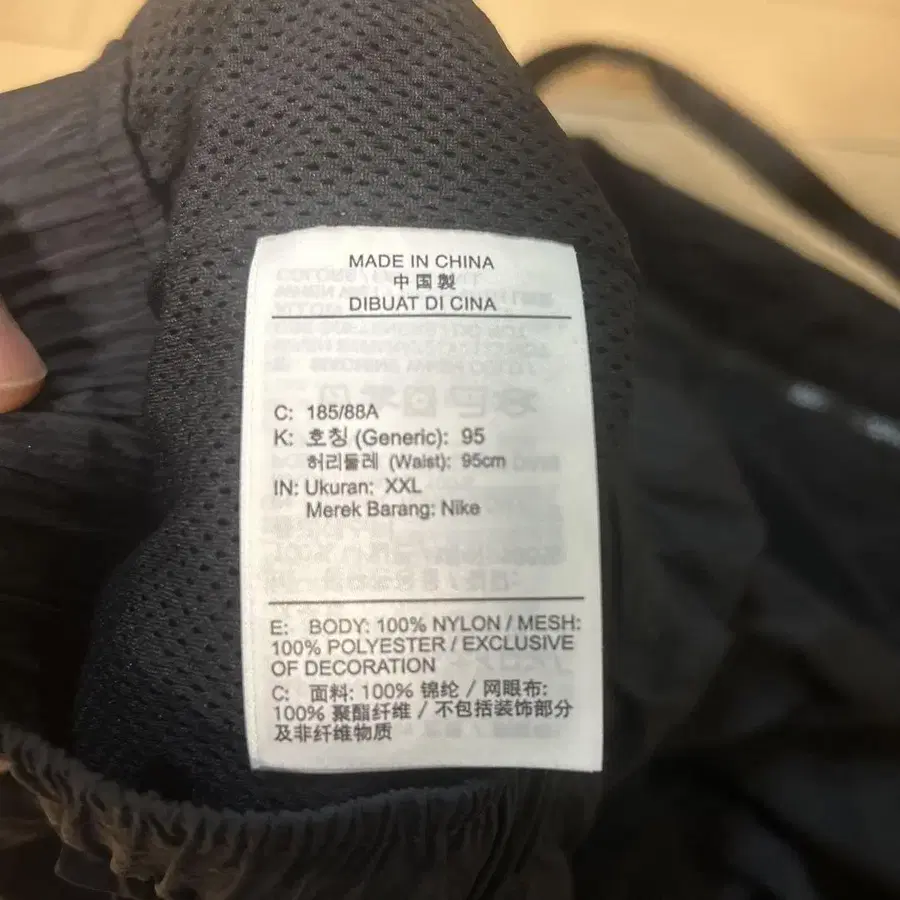 MADE IN CHINA
中国製
DIBUAT DI CINA
C: 185/88A
K: 호칭 (Generic): 95
허리둘레 (Waist): 95cm
IN: Ukuran: XXL
Merek Barang: Nike
E: BODY: 100% NYLON / MESH:
100% POLYESTER / EXCLUSIVE
OF DECORATION
C: 面料: 100% 锦纶 / 网眼布:
100% 聚酯纤维 / 不包括装饰部分
及非纤维物质